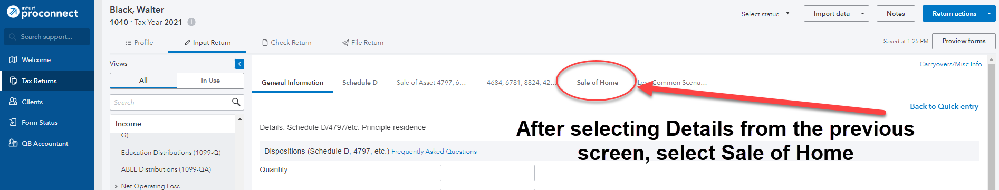 intuit
proconnect
Search support...
Welcome
Tax Returns
Clients
Form Status
QB Accountant
Black, Walter
1040 · Tax Year 2021
Select status
Import data
Notes
Return actions
Profile
Input Return
Check Return
File Return
Saved at 1:25 PM
Preview forms
Views
All
In Use
Search
Income
G)
Education Distributions (1099-Q)
ABLE Distributions (1099-QA)
Net Operating Loss
Carryovers/Misc Info
General Information
Schedule D
Sale of Asset 4797, 6...
4684, 6781, 8824, 42...
Sale of Home
Less Common Scena...
Back to Quick entry
Details: Schedule D/4797/etc. Principle residence
After selecting Details from the previous
screen, select Sale of Home
Dispositions (Schedule D, 4797, etc.) Frequently Asked Questions
Quantity